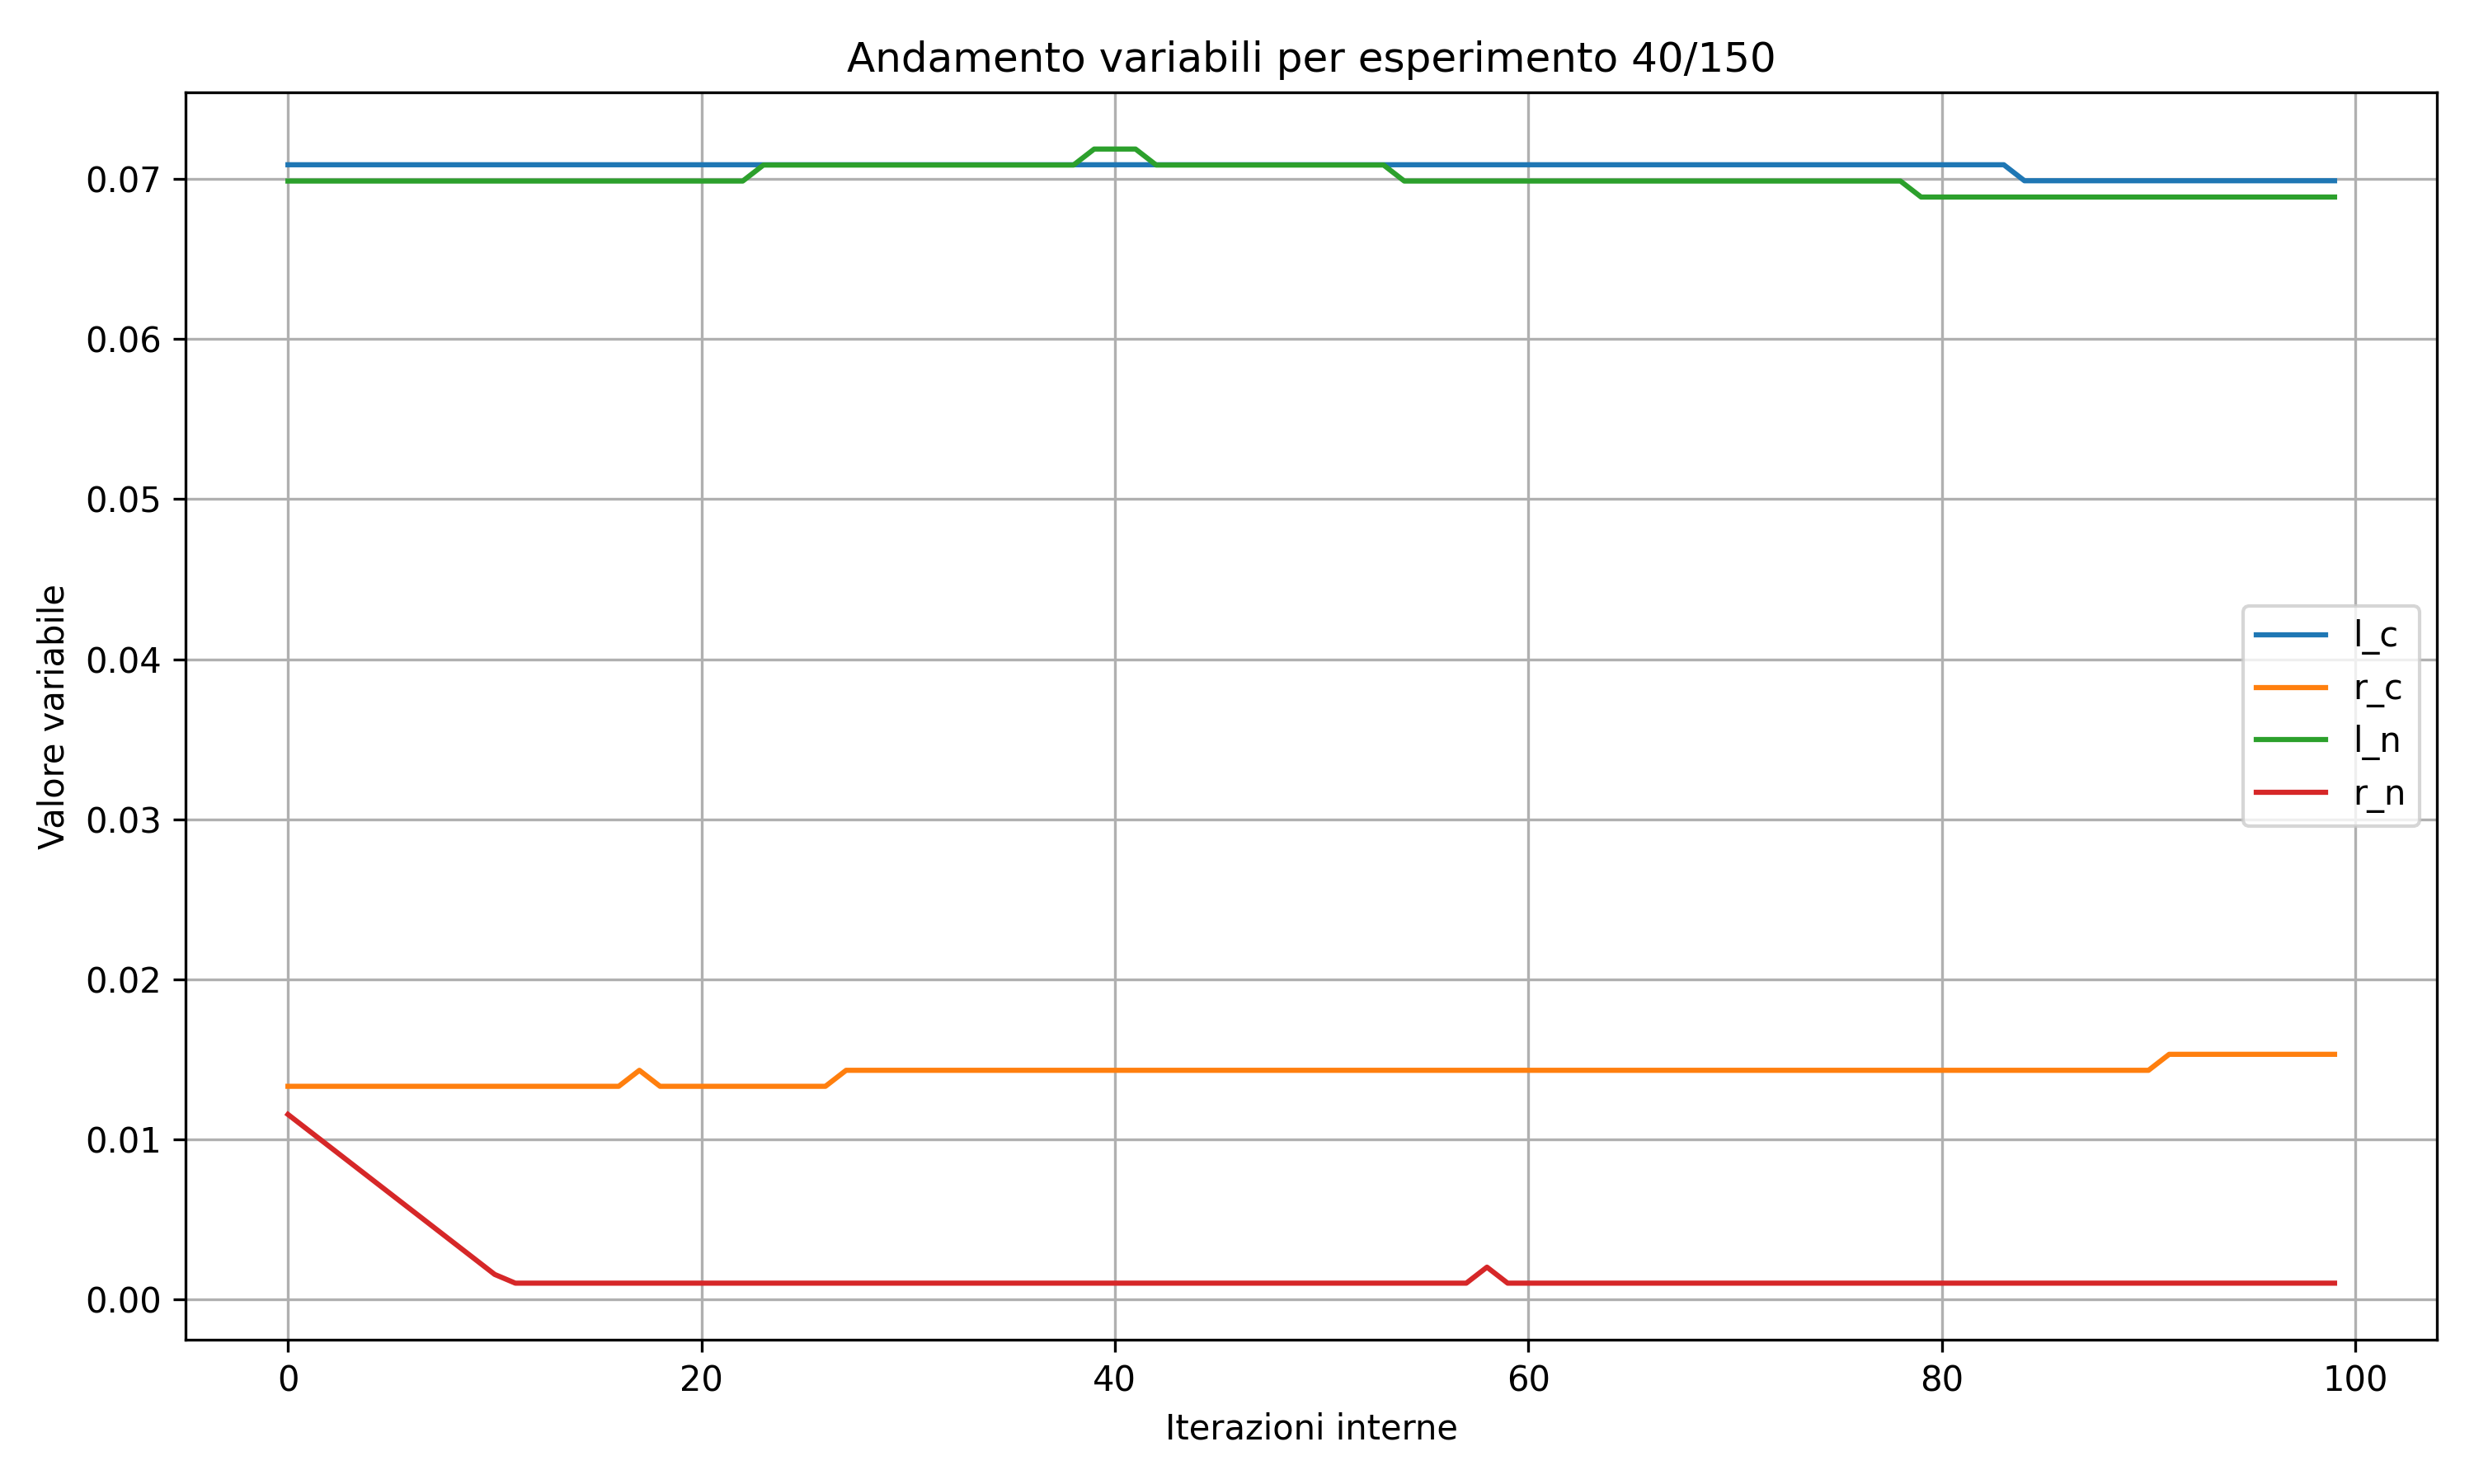 Andamento variabili per esperimento 40/150
Valore variabile
0.07
0.06
0.05
0.04
0.03
0.02
0.01
0.00
l_c
r_c
l_n
r_n
0 20 40 60 80 100
Iterazioni interne